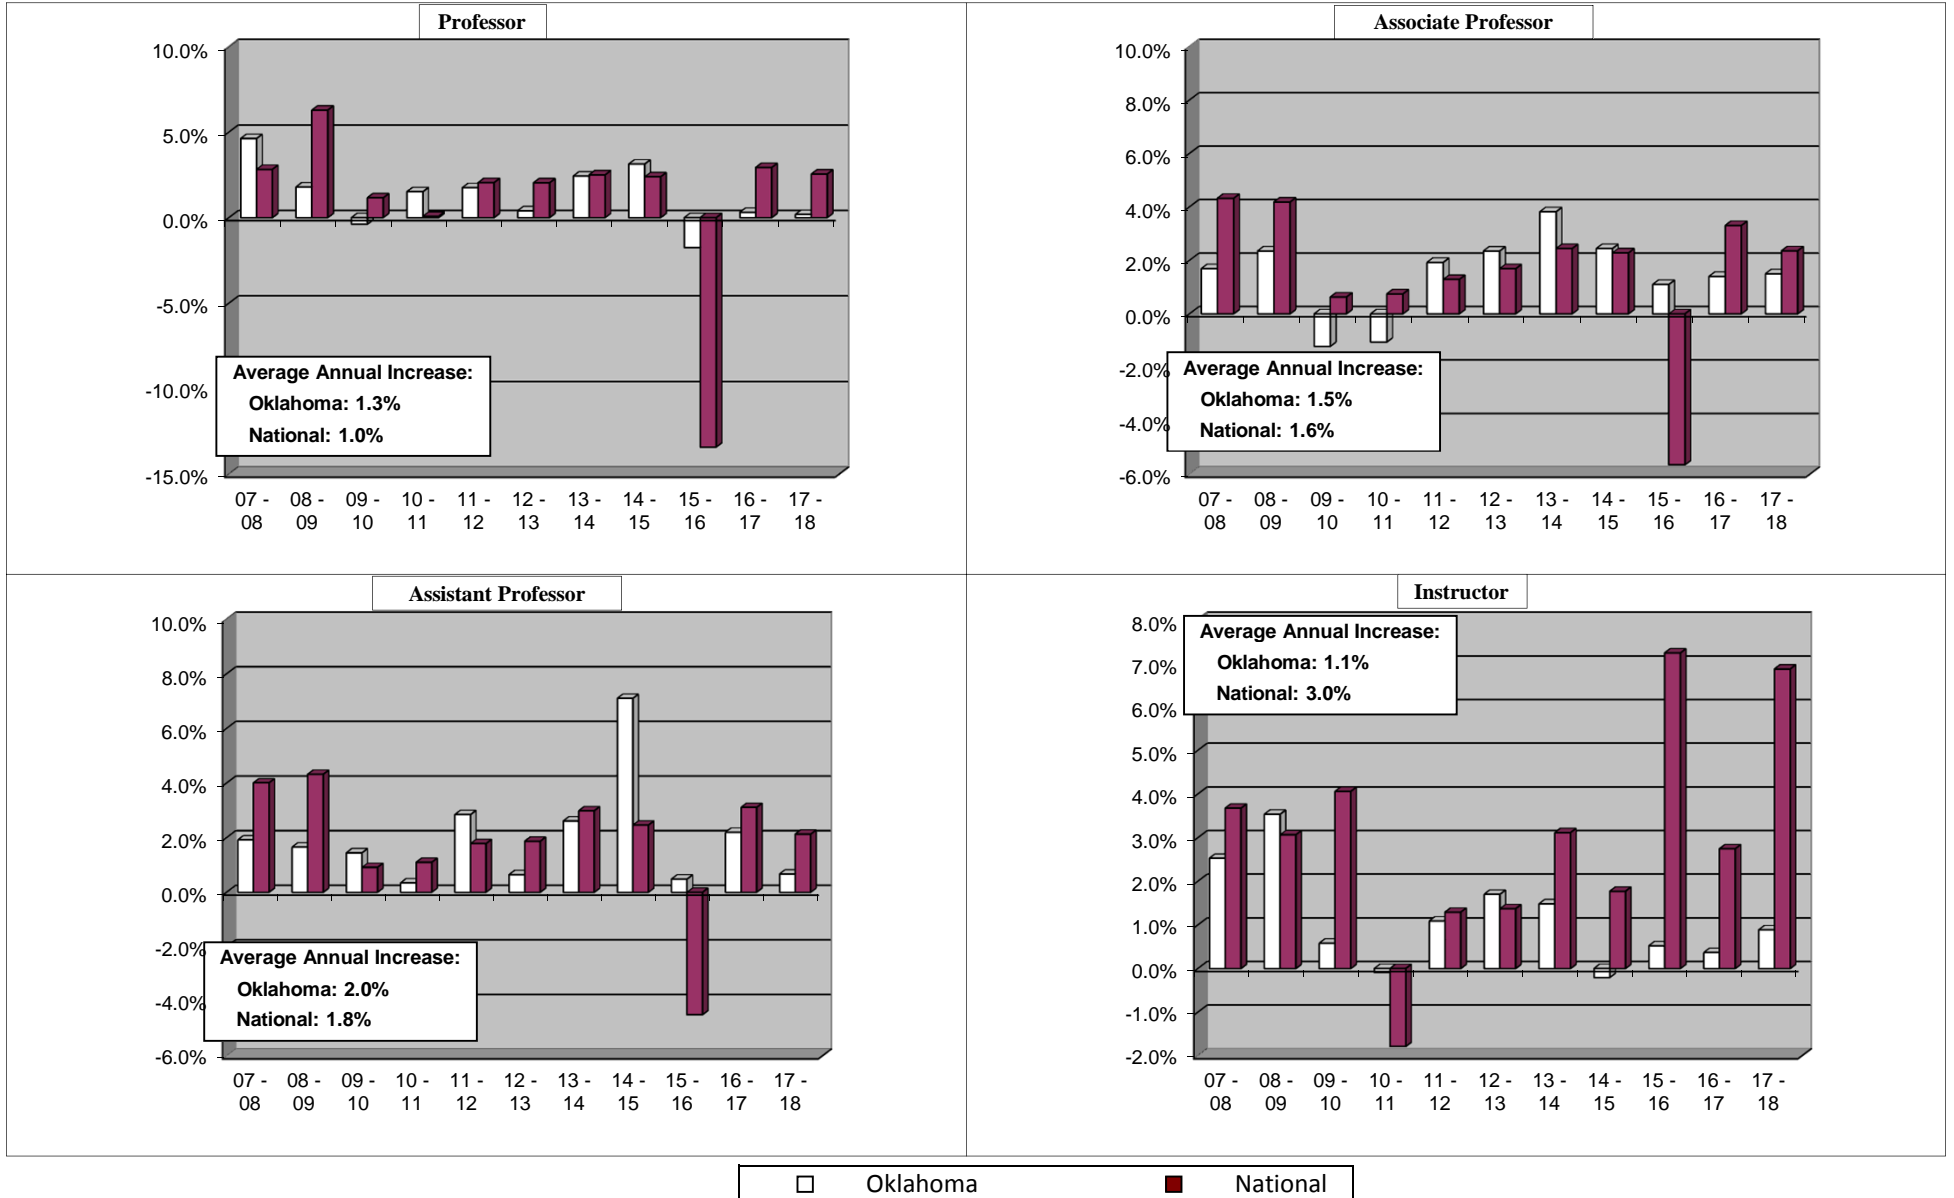 Professor
10.0%
5.0%
0.0%
-5.0%
-10.0%
-15.0%
Average Annual Increase:
Oklahoma: 1.3%
National: 1.0%
07 - 08 - 09 - 10 - 11 - 12 - 13 - 14 - 15 - 16 - 17 -
08 09 10 11 12 13 14 15 16 17 18
Associate Professor
10.0%
8.0%
6.0%
4.0%
2.0%
0.0%
-2.0%
-4.0%
-6.0%
Average Annual Increase:
Oklahoma: 1.5%
National: 1.6%
07 - 08 - 09 - 10 - 11 - 12 - 13 - 14 - 15 - 16 - 17 -
08 09 10 11 12 13 14 15 16 17 18
Assistant Professor
10.0%
8.0%
6.0%
4.0%
2.0%
0.0%
-2.0%
-4.0%
-6.0%
Average Annual Increase:
Oklahoma: 2.0%
National: 1.8%
07 - 08 - 09 - 10 - 11 - 12 - 13 - 14 - 15 - 16 - 17 -
08 09 10 11 12 13 14 15 16 17 18
Instructor
8.0%
7.0%
6.0%
5.0%
4.0%
3.0%
2.0%
1.0%
0.0%
-1.0%
-2.0%
Average Annual Increase:
Oklahoma: 1.1%
National: 3.0%
07 - 08 - 09 - 10 - 11 - 12 - 13 - 14 - 15 - 16 - 17 -
08 09 10 11 12 13 14 15 16 17 18
Oklahoma National